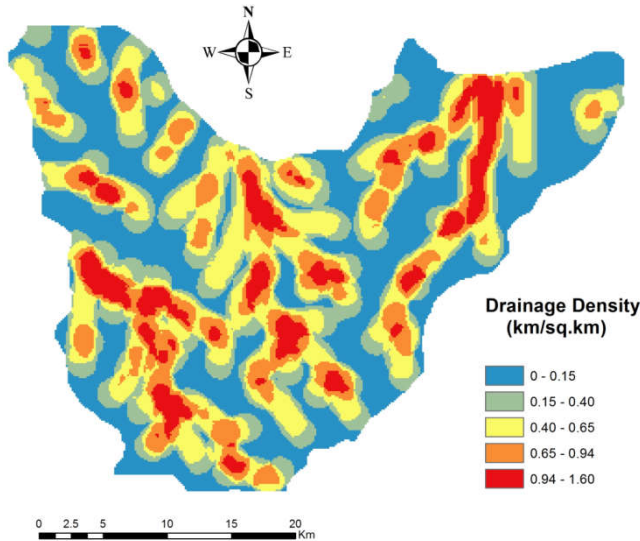 N
W E
S
Drainage Density
(km/sq.km)
0 - 0.15
0.15 - 0.40
0.40 - 0.65
0.65 - 0.94
0.94 - 1.60
0 2.5 5 10 15 20
Km